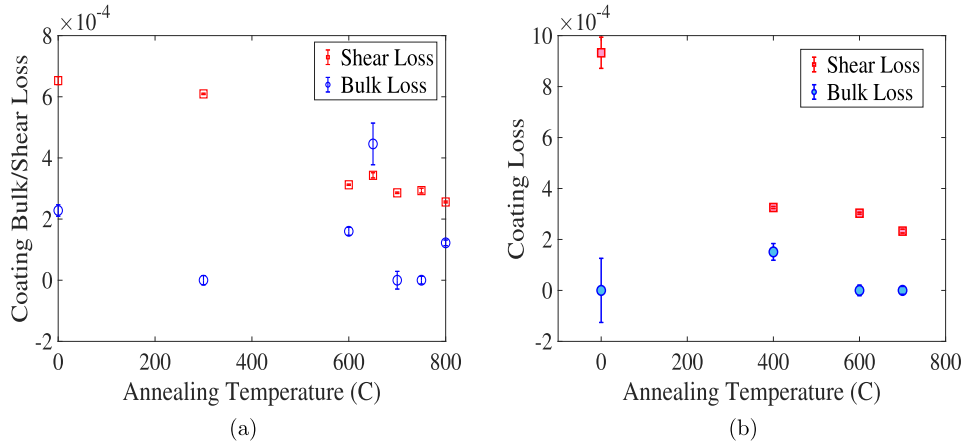 ×10⁻⁴
8
6
4
2
0
-2
Coating Bulk/Shear Loss
Shear Loss
Bulk Loss
0 200 400 600 800
Annealing Temperature (C)
(a)
×10⁻⁴
10
8
6
4
2
0
-2
Coating Loss
Shear Loss
Bulk Loss
0 200 400 600 800
Annealing Temperature (C)
(b)